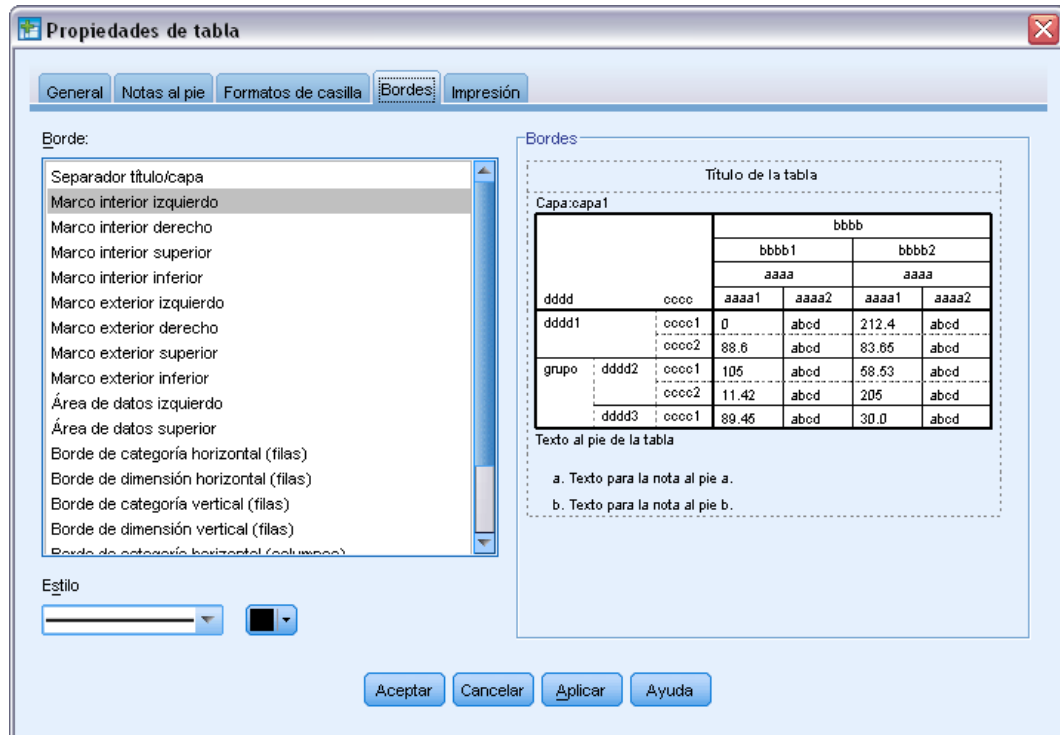 Propiedades de tabla
General Notas al pie Formatos de casilla Bordes Impresión
Borde:
Separador título/capa
Marco interior izquierdo
Marco interior derecho
Marco interior superior
Marco interior inferior
Marco exterior izquierdo
Marco exterior derecho
Marco exterior superior
Marco exterior inferior
Área de datos izquierdo
Área de datos superior
Borde de categoría horizontal (filas)
Borde de dimensión horizontal (filas)
Borde de categoría vertical (filas)
Borde de dimensión vertical (filas)
Borde de categoría horizontal (columnas)
Estilo
Bordes
Título de la tabla
Capa:capa1
bbbb
bbbb1 bbbb2
aaaa aaaa
dddd cccc aaaa1 aaaa2 aaaa1 aaaa2
dddd1 cccc1 0 abcd 212.4 abcd
cccc2 88.6 abcd 83.65 abcd
grupo dddd2 cccc1 105 abcd 58.53 abcd
cccc2 11.42 abcd 205 abcd
dddd3 cccc1 89.45 abcd 30.0 abcd
Texto al pie de la tabla
a. Texto para la nota al pie a.
b. Texto para la nota al pie b.
Aceptar Cancelar Aplicar Ayuda